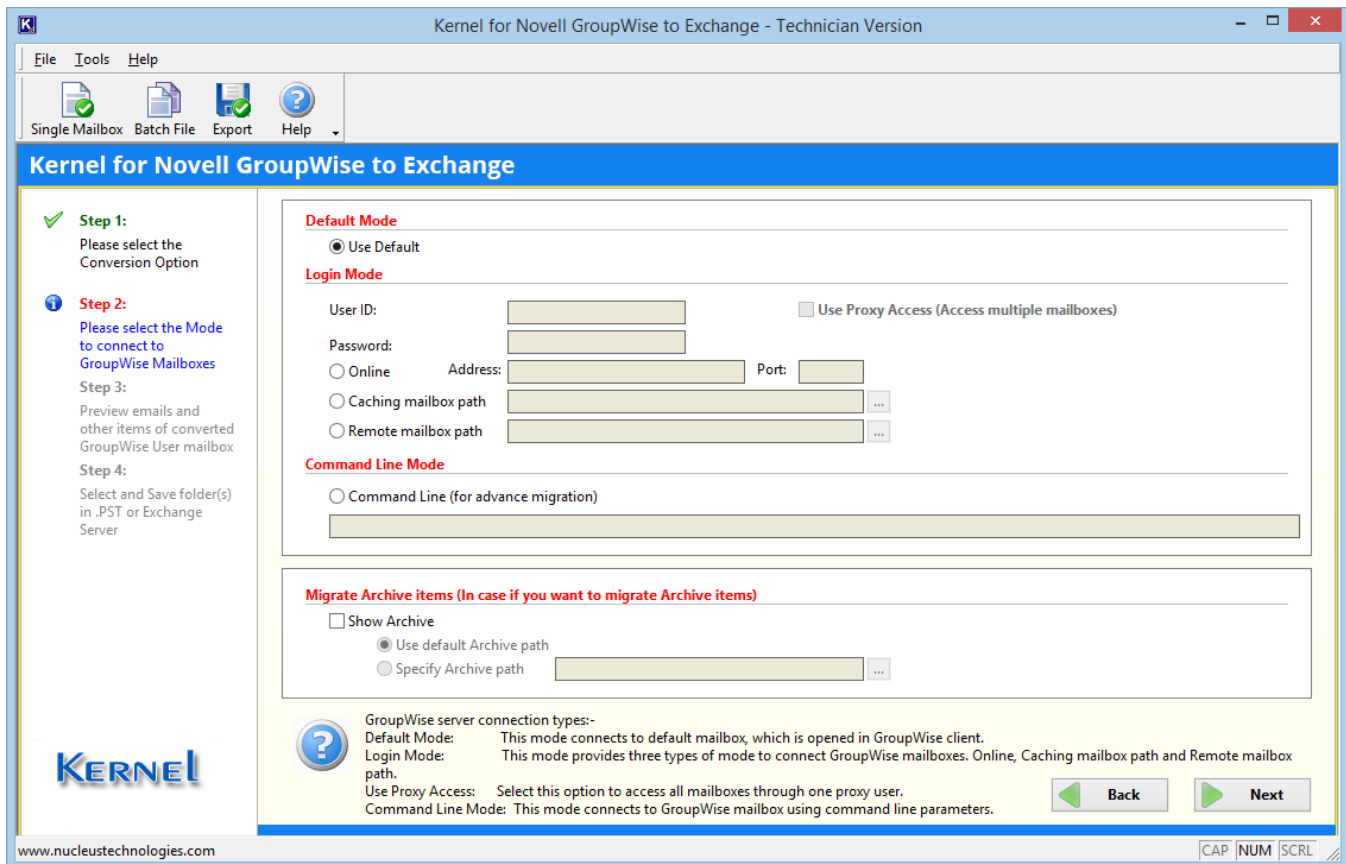 Kernel for Novell GroupWise to Exchange - Technician Version
File Tools Help
Single Mailbox Batch File Export Help
Kernel for Novell GroupWise to Exchange
Step 1:
Please select the
Conversion Option
Step 2:
Please select the Mode
to connect to
GroupWise Mailboxes
Step 3:
Preview emails and
other items of converted
GroupWise User mailbox
Step 4:
Select and Save folder(s)
in .PST or Exchange
Server
KERNEL
Default Mode
Use Default
Login Mode
User ID: Use Proxy Access (Access multiple mailboxes)
Password:
Online Address: Port:
Caching mailbox path ...
Remote mailbox path ...
Command Line Mode
Command Line (for advance migration)
Migrate Archive items (In case if you want to migrate Archive items)
Show Archive
Use default Archive path
Specify Archive path ...
GroupWise server connection types:-
Default Mode: This mode connects to default mailbox, which is opened in GroupWise client.
Login Mode: This mode provides three types of mode to connect GroupWise mailboxes. Online, Caching mailbox path and Remote mailbox
path.
Use Proxy Access: Select this option to access all mailboxes through one proxy user.
Command Line Mode: This mode connects to GroupWise mailbox using command line parameters.
Back Next
www.nucleustechnologies.com CAP NUM SCRL